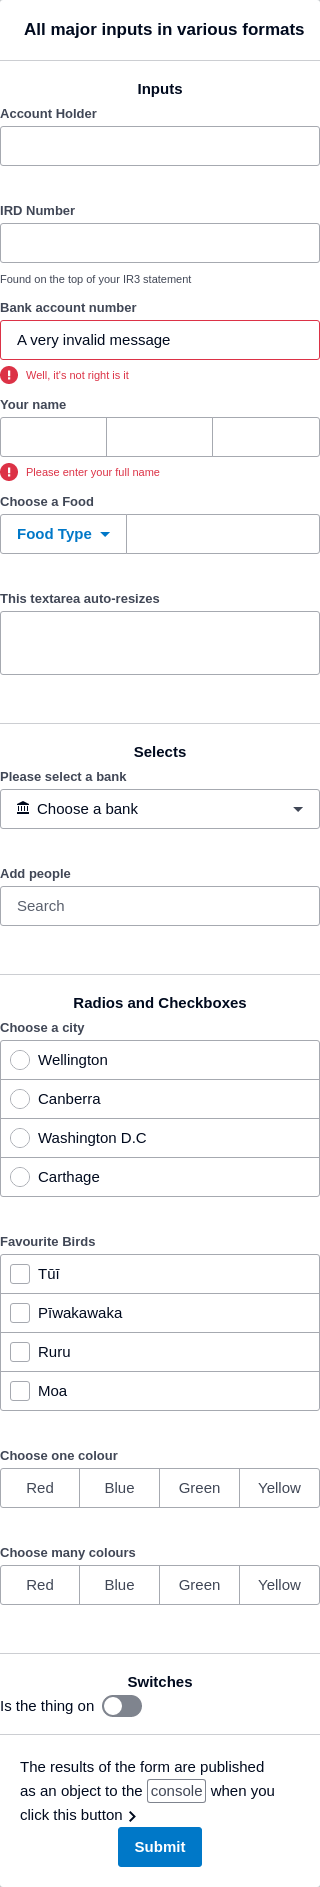 All major inputs in various formats
Inputs
Account Holder
IRD Number
Found on the top of your IR3 statement
Bank account number
A very invalid message
Well, it's not right is it
Your name
Please enter your full name
Choose a Food
Food Type
This textarea auto-resizes
Selects
Please select a bank
Choose a bank
Add people
Search
Radios and Checkboxes
Choose a city
Wellington
Canberra
Washington D.C
Carthage
Favourite Birds
Tūī
Pīwakawaka
Ruru
Moa
Choose one colour
Red Blue Green Yellow
Choose many colours
Red Blue Green Yellow
Switches
Is the thing on
The results of the form are published
as an object to the console when you
click this button
Submit